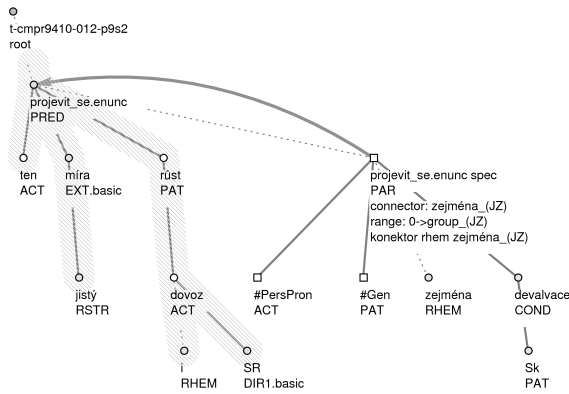 t-cmpr9410-012-p9s2
root
projevit_se.enunc
PRED
ten
ACT
míra
EXT.basic
růst
PAT
projevit_se.enunc spec
PAR
connector: zejména_(JZ)
range: 0->group_(JZ)
konektor rhem zejména_(JZ)
jistý
RSTR
dovoz
ACT
#PersPron
ACT
#Gen
PAT
zejména
RHEM
devalvace
COND
i
RHEM
SR
DIR1.basic
Sk
PAT